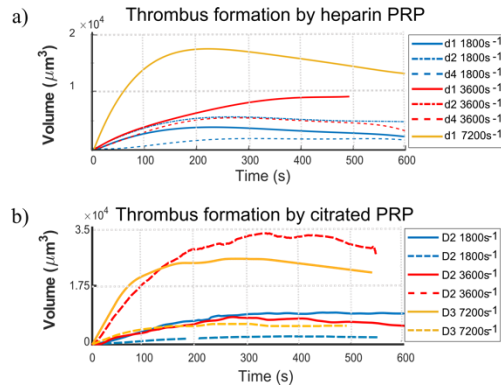 a) Thrombus formation by heparin PRP
x 10⁴
2
1
0
Volume (μm³)
0 100 200 300 400 500 600
Time (s)
d1 1800s⁻¹
d2 1800s⁻¹
d4 1800s⁻¹
d1 3600s⁻¹
d2 3600s⁻¹
d4 3600s⁻¹
d1 7200s⁻¹
b) Thrombus formation by citrated PRP
x 10⁴
3.5
1.75
0
Volume (μm³)
0 100 200 300 400 500 600
Time (s)
D2 1800s⁻¹
D2 1800s⁻¹
D2 3600s⁻¹
D2 3600s⁻¹
D3 7200s⁻¹
D3 7200s⁻¹